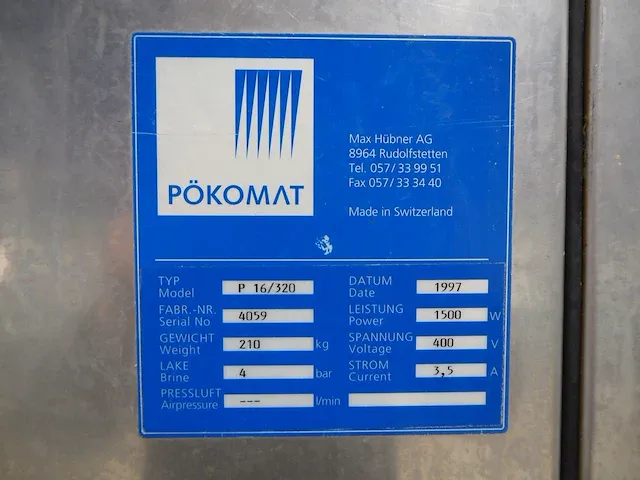 PÖKOMAT
Max Hübner AG
8964 Rudolfstetten
Tel. 057/ 33 99 51
Fax 057/ 33 34 40
Made in Switzerland
TYP
Model P 16/320
FABR.-NR.
Serial No 4059
GEWICHT
Weight 210 kg
LAKE
Brine 4 bar
PRESSLUFT
Airpressure --- l/min
DATUM
Date 1997
LEISTUNG
Power 1500 W
SPANNUNG
Voltage 400 V
STROM
Current 3,5 A